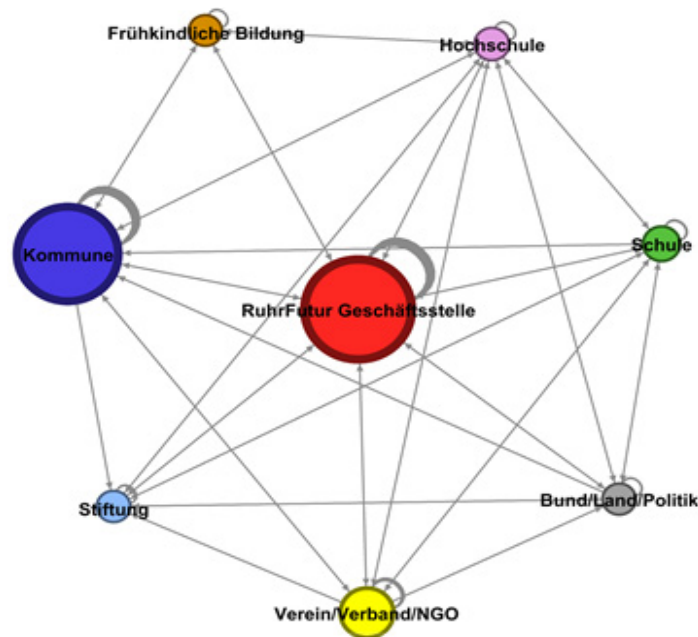 Frühkindliche Bildung
Hochschule
Schule
Kommune
RuhrFutur Geschäftsstelle
Bund/Land/Politik
Stiftung
Verein/Verband/NGO